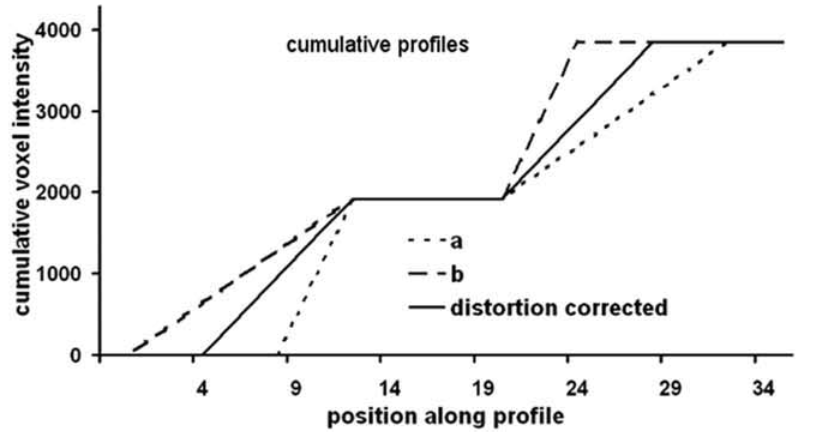 cumulative profiles
cumulative voxel intensity
4000
3000
2000
1000
0
a
b
distortion corrected
4 9 14 19 24 29 34
position along profile